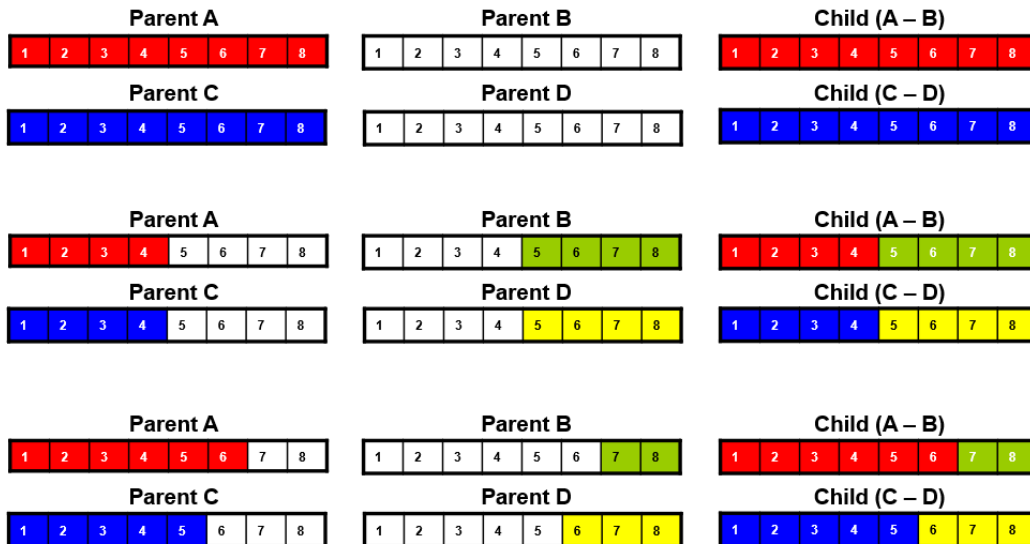 Parent A Parent B Child (A – B)
1 2 3 4 5 6 7 8 1 2 3 4 5 6 7 8 1 2 3 4 5 6 7 8
Parent C Parent D Child (C – D)
1 2 3 4 5 6 7 8 1 2 3 4 5 6 7 8 1 2 3 4 5 6 7 8
Parent A Parent B Child (A – B)
1 2 3 4 5 6 7 8 1 2 3 4 5 6 7 8 1 2 3 4 5 6 7 8
Parent C Parent D Child (C – D)
1 2 3 4 5 6 7 8 1 2 3 4 5 6 7 8 1 2 3 4 5 6 7 8
Parent A Parent B Child (A – B)
1 2 3 4 5 6 7 8 1 2 3 4 5 6 7 8 1 2 3 4 5 6 7 8
Parent C Parent D Child (C – D)
1 2 3 4 5 6 7 8 1 2 3 4 5 6 7 8 1 2 3 4 5 6 7 8